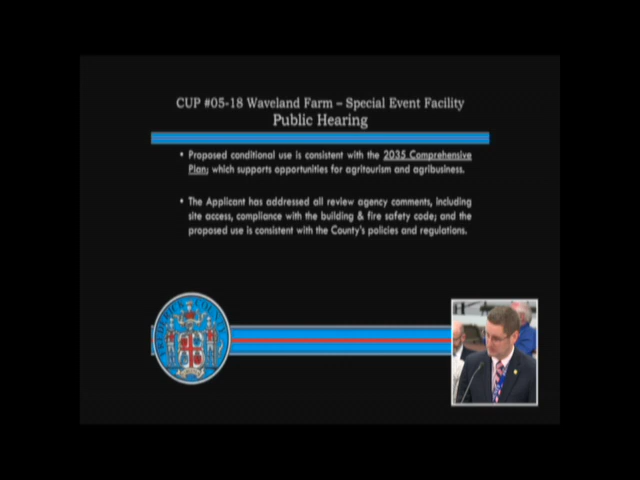 CUP #05-18 Waveland Farm – Special Event Facility
Public Hearing
• Proposed conditional use is consistent with the 2035 Comprehensive
Plan; which supports opportunities for agritourism and agribusiness.
• The Applicant has addressed all review agency comments, including
site access, compliance with the building & fire safety code; and the
proposed use is consistent with the County's policies and regulations.
FREDERICK COUNTY